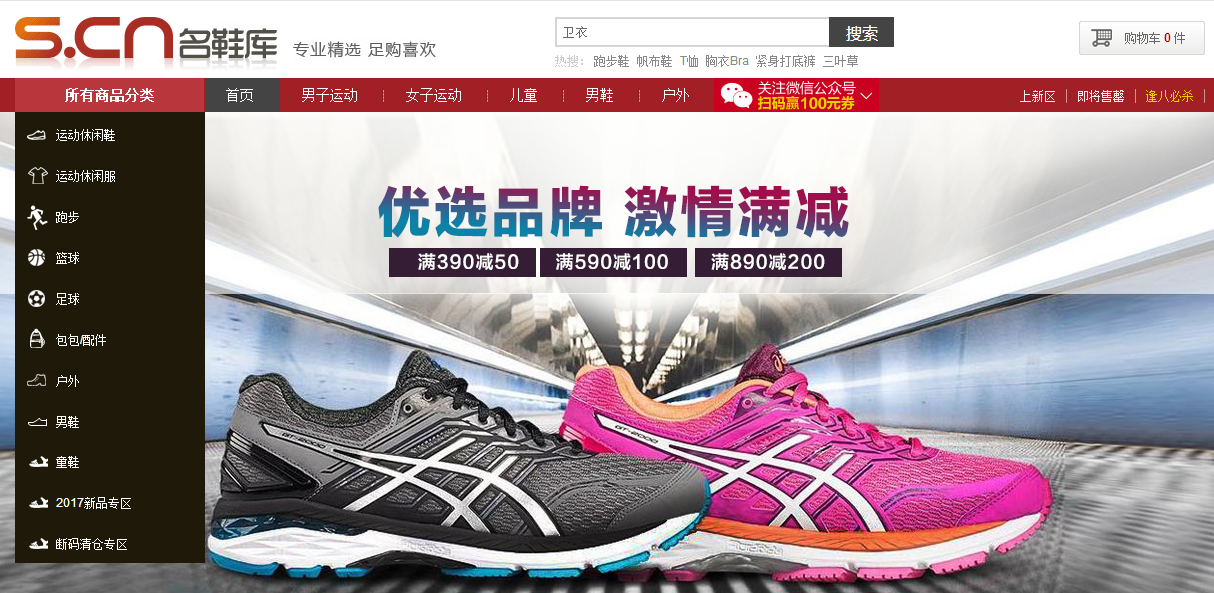 S.CN 名鞋库 专业精选 足购喜欢
卫衣 搜索
热搜: 跑步鞋 帆布鞋 T恤 胸衣Bra 紧身打底裤 三叶草
购物车 0 件
所有商品分类 首页 男子运动 女子运动 儿童 男鞋 户外
关注微信公众号
扫码赢100元券
上新区 即将售罄 逢八必杀
运动休闲鞋
运动休闲服
跑步
篮球
足球
包包/配件
户外
男鞋
童鞋
2017新品专区
断码清仓专区
优选品牌 激情满减
满390减50 满590减100 满890减200
GT-2000
GT-2000